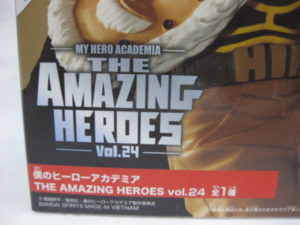 MY HERO ACADEMIA
THE
AMAZING
HEROES
Vol.24
僕のヒーローアカデミア
THE AMAZING HEROES vol.24 全1種
BANDAI SPIRITS MADE IN VIETNAM